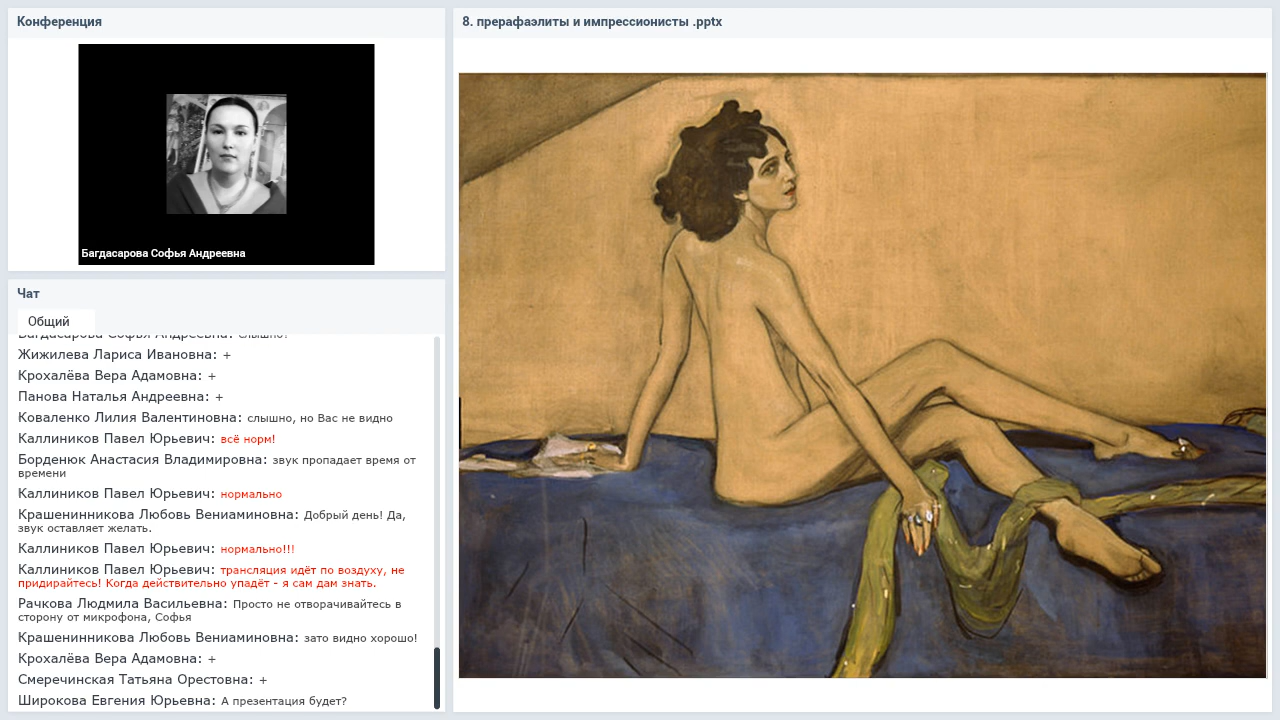 Конференция
Багдасарова Софья Андреевна
Чат
Общий
Багдасарова Софья Андреевна: слышно?
Жижилева Лариса Ивановна: +
Крохалёва Вера Адамовна: +
Панова Наталья Андреевна: +
Коваленко Лилия Валентиновна: слышно, но Вас не видно
Каллиников Павел Юрьевич: всё норм!
Борденюк Анастасия Владимировна: звук пропадает время от
времени
Каллиников Павел Юрьевич: нормально
Крашенинникова Любовь Вениаминовна: Добрый день! Да,
звук оставляет желать.
Каллиников Павел Юрьевич: нормально!!!
Каллиников Павел Юрьевич: трансляция идёт по воздуху, не
придирайтесь! Когда действительно упадёт - я сам дам знать.
Рачкова Людмила Васильевна: Просто не отворачивайтесь в
сторону от микрофона, Софья
Крашенинникова Любовь Вениаминовна: зато видно хорошо!
Крохалёва Вера Адамовна: +
Смеречинская Татьяна Орестовна: +
Широкова Евгения Юрьевна: А презентация будет?
8. прерафаэлиты и импрессионисты .pptx